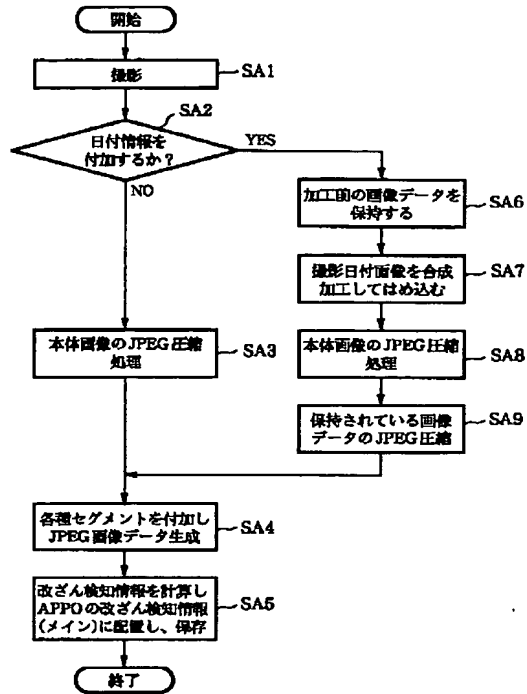 開始
撮影
SA1
SA2
日付情報を
付加するか？
YES
NO
加工前の画像データを
保持する
SA6
撮影日付画像を合成
加工してはめ込む
SA7
本体画像のJPEG圧縮
処理
SA3
本体画像のJPEG圧縮
処理
SA8
保持されている画像
データのJPEG圧縮
SA9
各種セグメントを付加し
JPEG画像データ生成
SA4
改ざん検知情報を計算し
APP0の改ざん検知情報
(メイン)に配置し、保存
SA5
終了